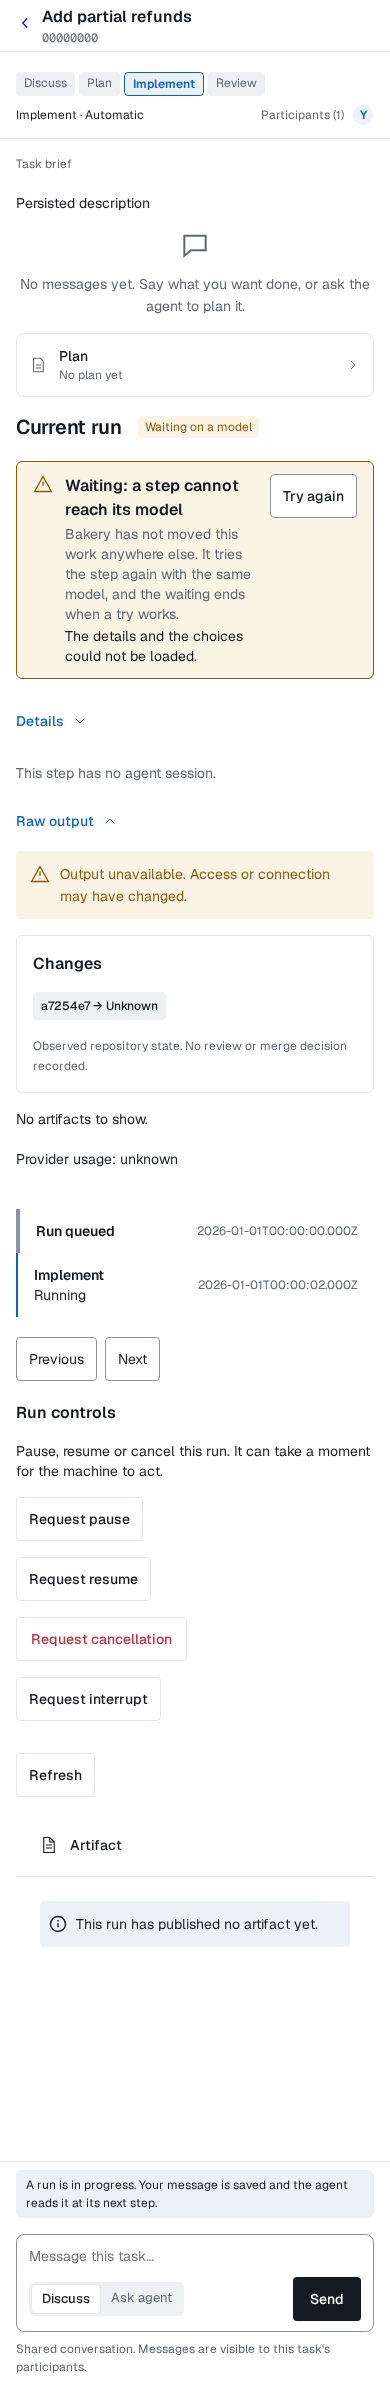 Add partial refunds
00000000
Discuss Plan Implement Review
Implement · Automatic Participants (1) Y
Task brief
Persisted description
No messages yet. Say what you want done, or ask the
agent to plan it.
Plan
No plan yet
Current run Waiting on a model
Waiting: a step cannot
reach its model
Try again
Bakery has not moved this
work anywhere else. It tries
the step again with the same
model, and the waiting ends
when a try works.
The details and the choices
could not be loaded.
Details
This step has no agent session.
Raw output
Output unavailable. Access or connection
may have changed.
Changes
a7254e7 → Unknown
Observed repository state. No review or merge decision
recorded.
No artifacts to show.
Provider usage: unknown
Run queued 2026-01-01T00:00:00.000Z
Implement 2026-01-01T00:00:02.000Z
Running
Previous Next
Run controls
Pause, resume or cancel this run. It can take a moment
for the machine to act.
Request pause
Request resume
Request cancellation
Request interrupt
Refresh
Artifact
This run has published no artifact yet.
A run is in progress. Your message is saved and the agent
reads it at its next step.
Message this task...
Discuss Ask agent Send
Shared conversation. Messages are visible to this task's
participants.